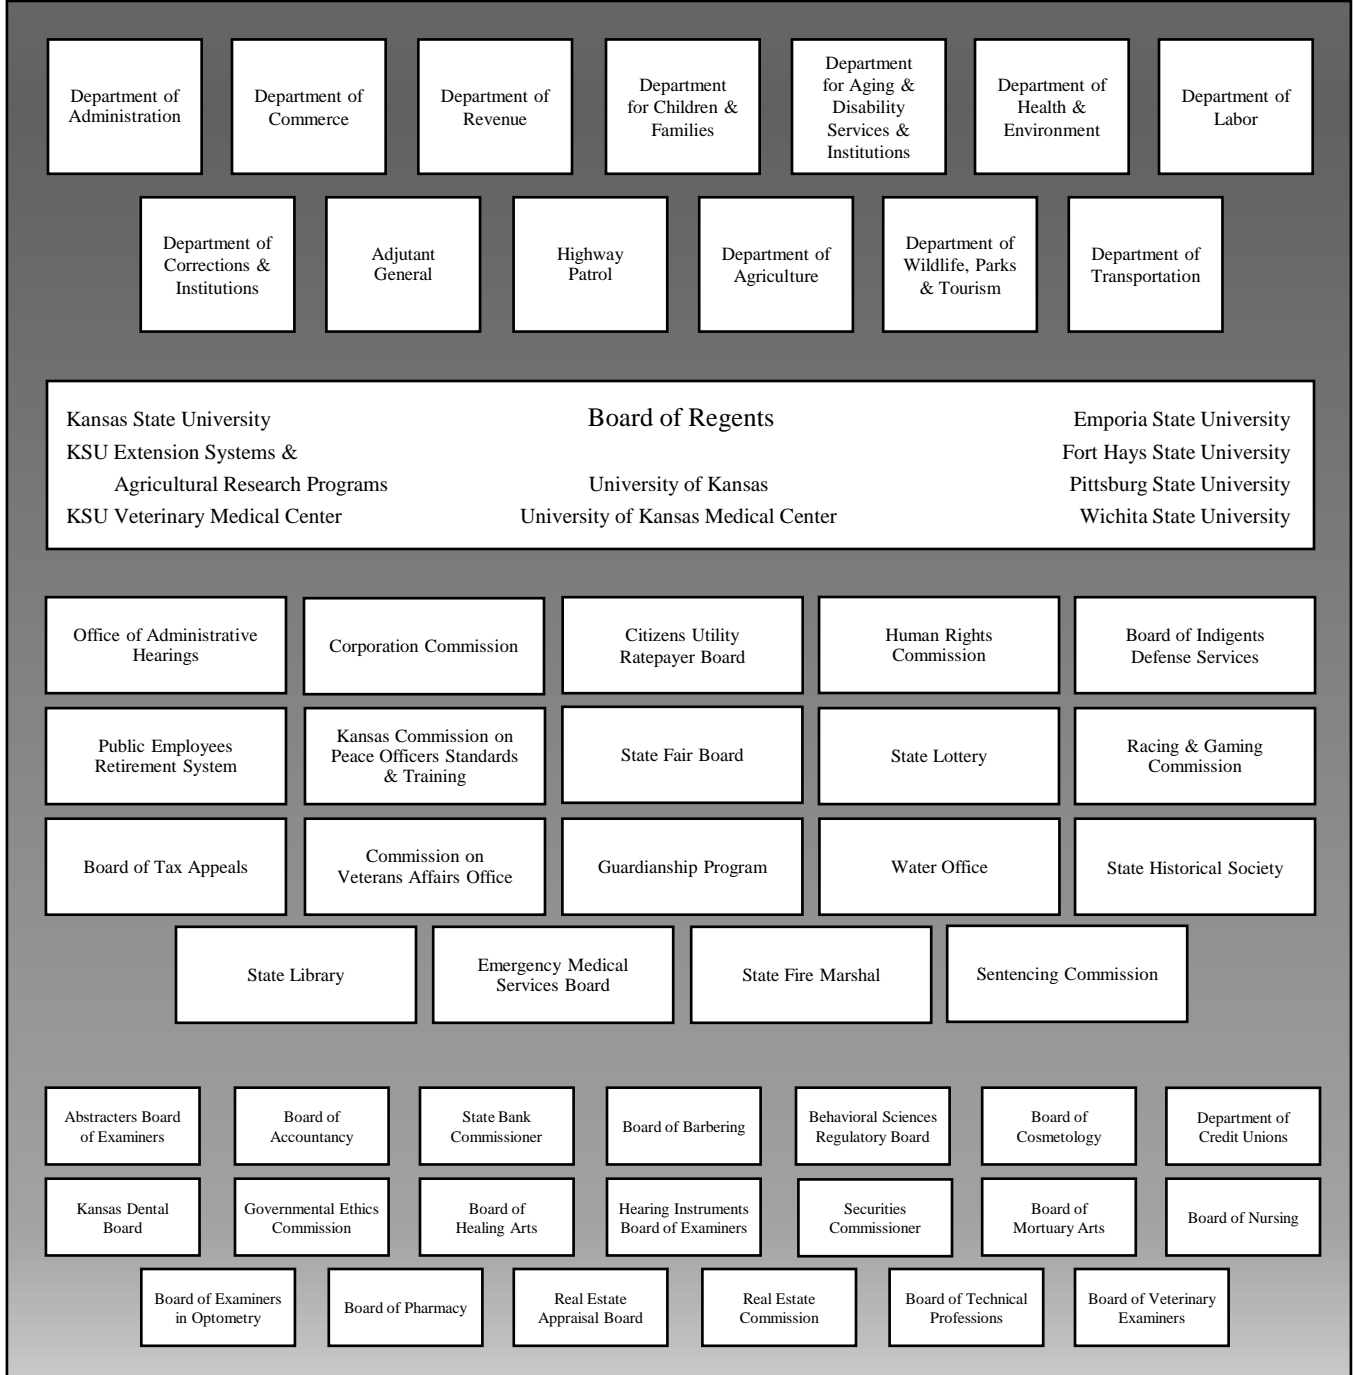 Department of
Administration
Department of
Commerce
Department of
Revenue
Department
for Children &
Families
Department
for Aging &
Disability
Services &
Institutions
Department of
Health &
Environment
Department of
Labor
Department of
Corrections &
Institutions
Adjutant
General
Highway
Patrol
Department of
Agriculture
Department of
Wildlife, Parks
& Tourism
Department of
Transportation
Board of Regents
Kansas State University
KSU Extension Systems &
Agricultural Research Programs
KSU Veterinary Medical Center
University of Kansas
University of Kansas Medical Center
Emporia State University
Fort Hays State University
Pittsburg State University
Wichita State University
Office of Administrative
Hearings
Corporation Commission
Citizens Utility
Ratepayer Board
Human Rights
Commission
Board of Indigents
Defense Services
Public Employees
Retirement System
Kansas Commission on
Peace Officers Standards
& Training
State Fair Board
State Lottery
Racing & Gaming
Commission
Board of Tax Appeals
Commission on
Veterans Affairs Office
Guardianship Program
Water Office
State Historical Society
State Library
Emergency Medical
Services Board
State Fire Marshal
Sentencing Commission
Abstracters Board
of Examiners
Board of
Accountancy
State Bank
Commissioner
Board of Barbering
Behavioral Sciences
Regulatory Board
Board of
Cosmetology
Department of
Credit Unions
Kansas Dental
Board
Governmental Ethics
Commission
Board of
Healing Arts
Hearing Instruments
Board of Examiners
Securities
Commissioner
Board of
Mortuary Arts
Board of Nursing
Board of Examiners
in Optometry
Board of Pharmacy
Real Estate
Appraisal Board
Real Estate
Commission
Board of Technical
Professions
Board of Veterinary
Examiners